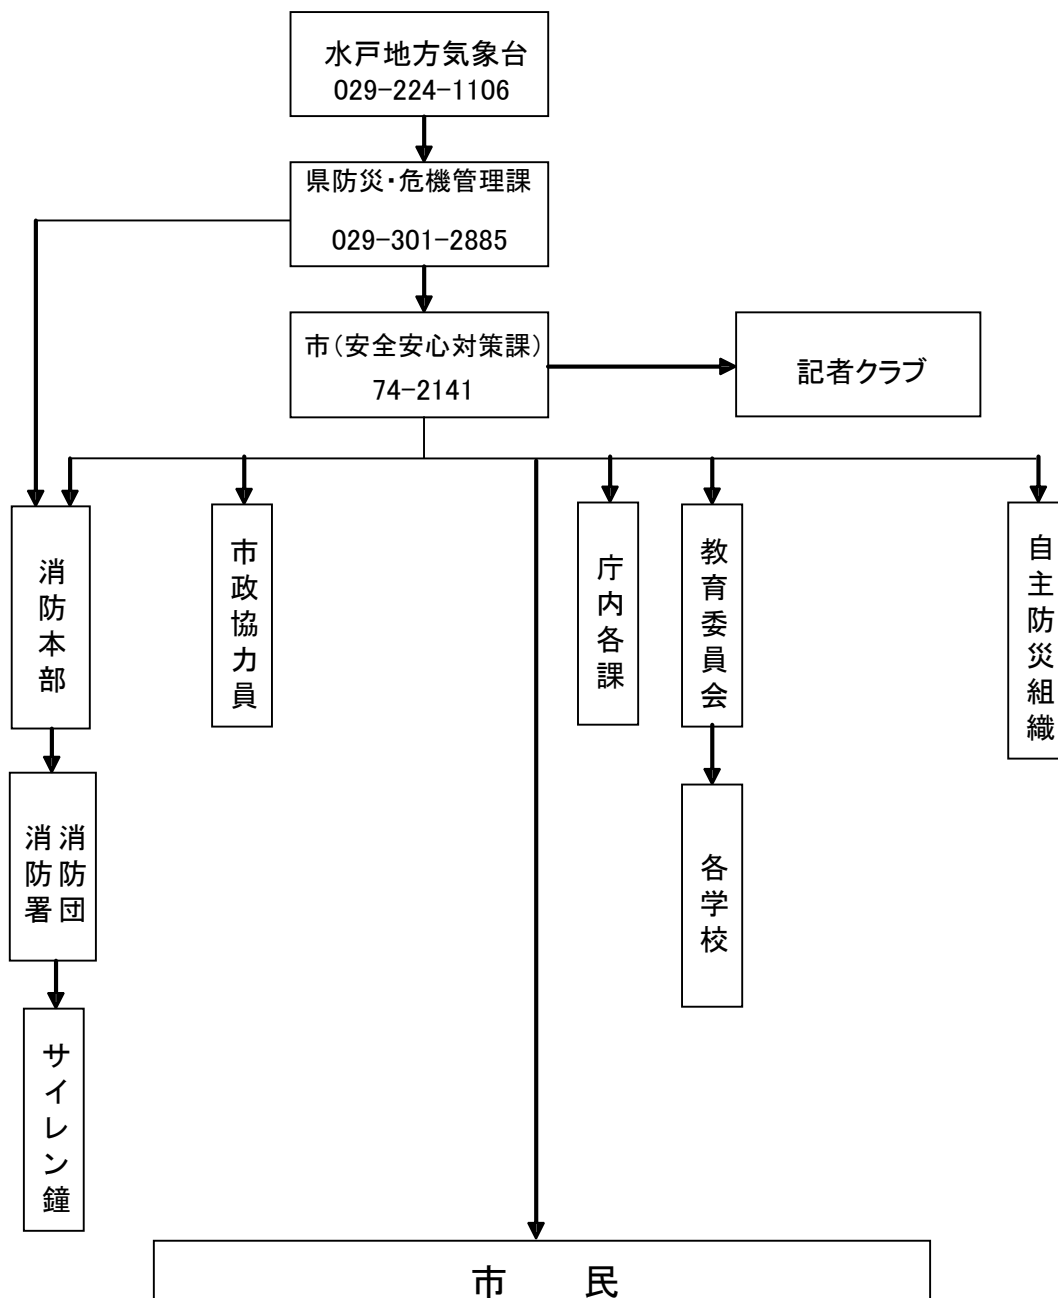 水戸地方気象台
029-224-1106
県防災・危機管理課
029-301-2885
市(安全安心対策課)
74-2141
記者クラブ
消防本部
市政協力員
庁内各課
教育委員会
自主防災組織
消防団
消防署
各学校
サイレン鐘
市　民